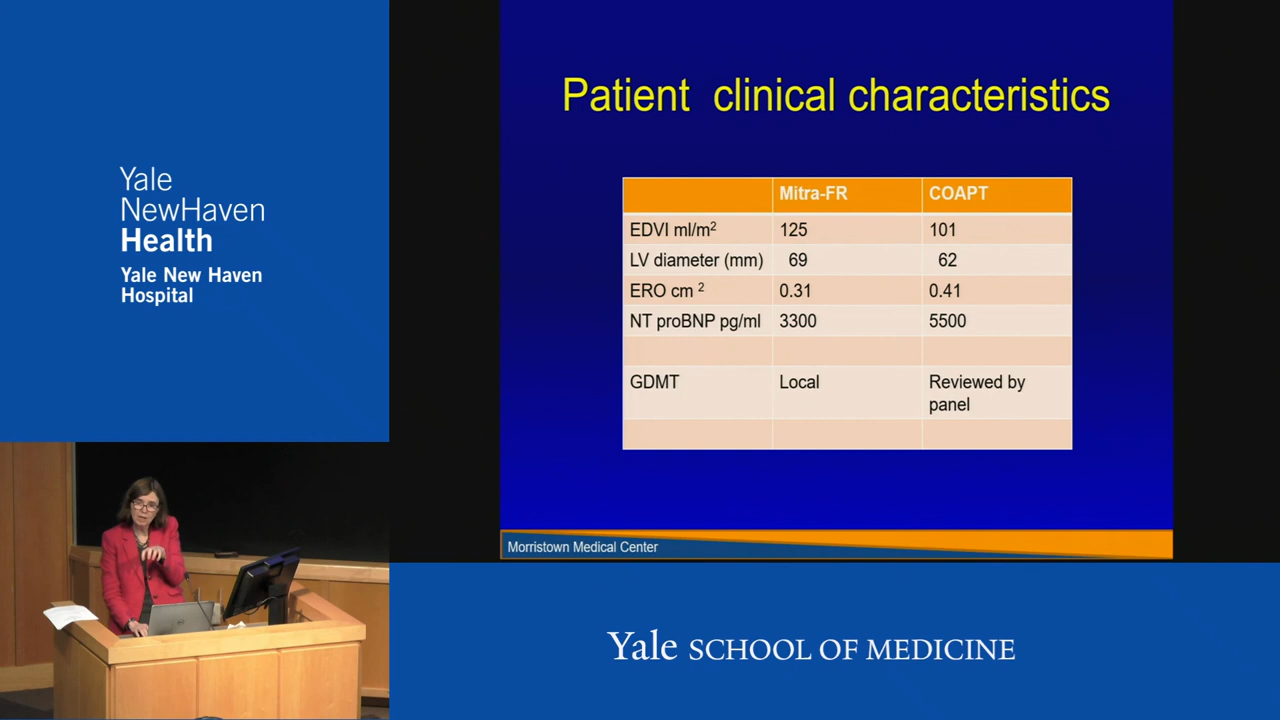 Yale
NewHaven
Health
Yale New Haven
Hospital
Patient clinical characteristics
Mitra-FR COAPT
EDVI ml/m² 125 101
LV diameter (mm) 69 62
ERO cm ² 0.31 0.41
NT proBNP pg/ml 3300 5500
GDMT Local Reviewed by
panel
Morristown Medical Center
Yale SCHOOL OF MEDICINE